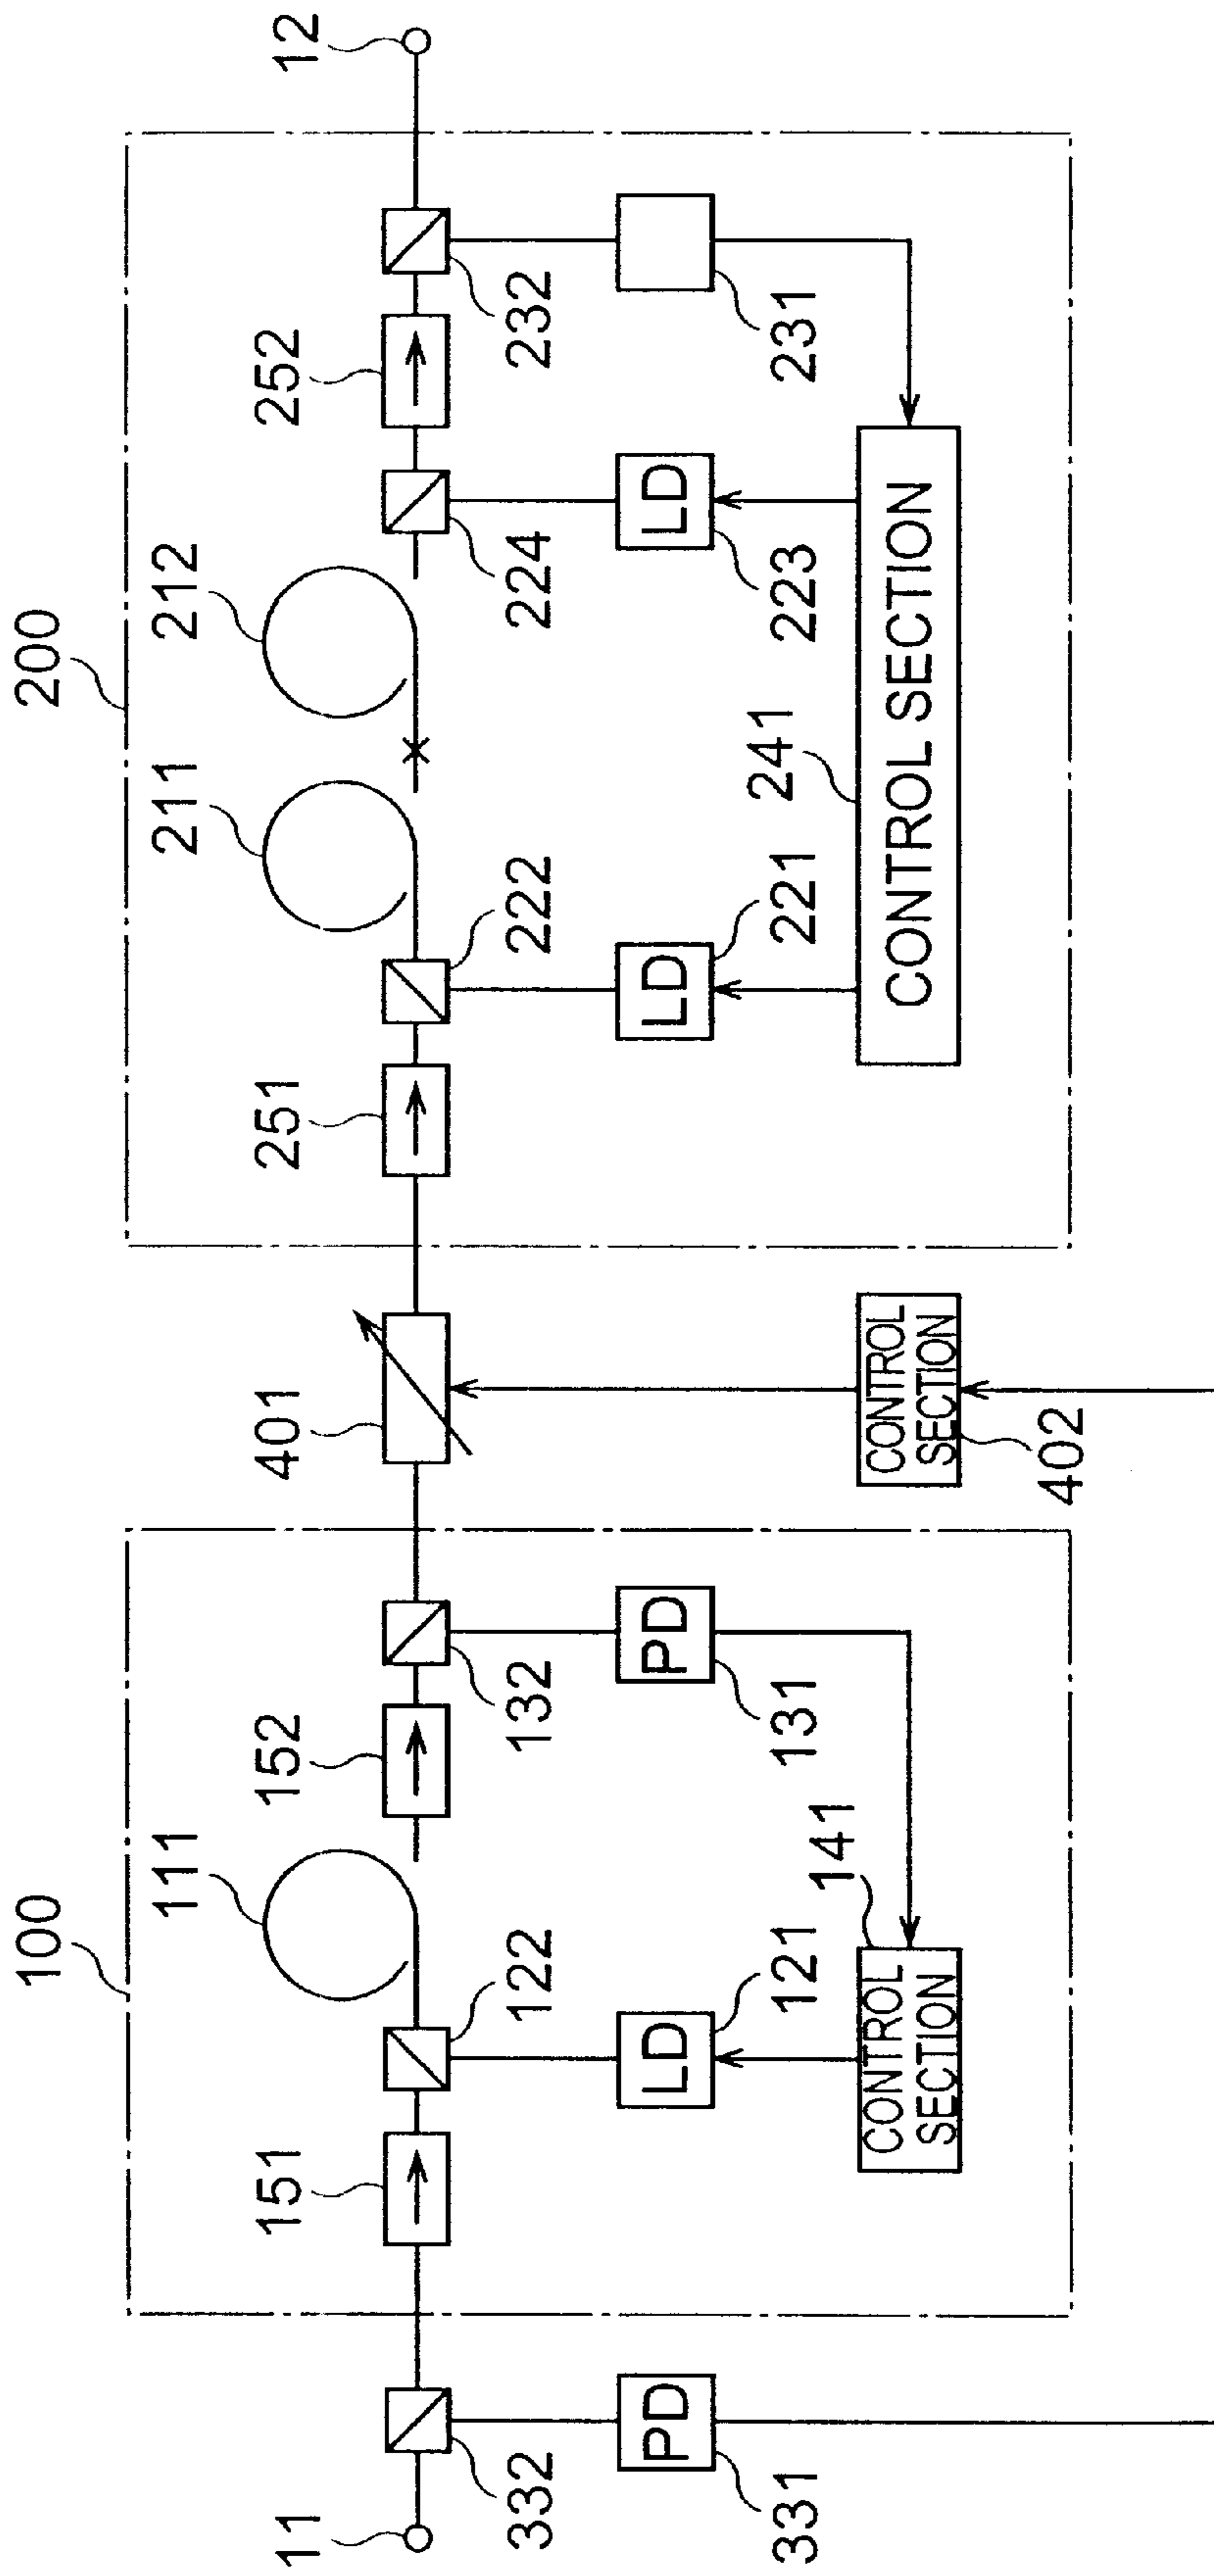 100
200
111
211
212
12
151
152
401
251
252
11
332
122
132
222
224
232
PD
LD
PD
LD
LD
331
121
131
221
223
231
141
241
CONTROL
SECTION
CONTROL
SECTION
CONTROL SECTION
402